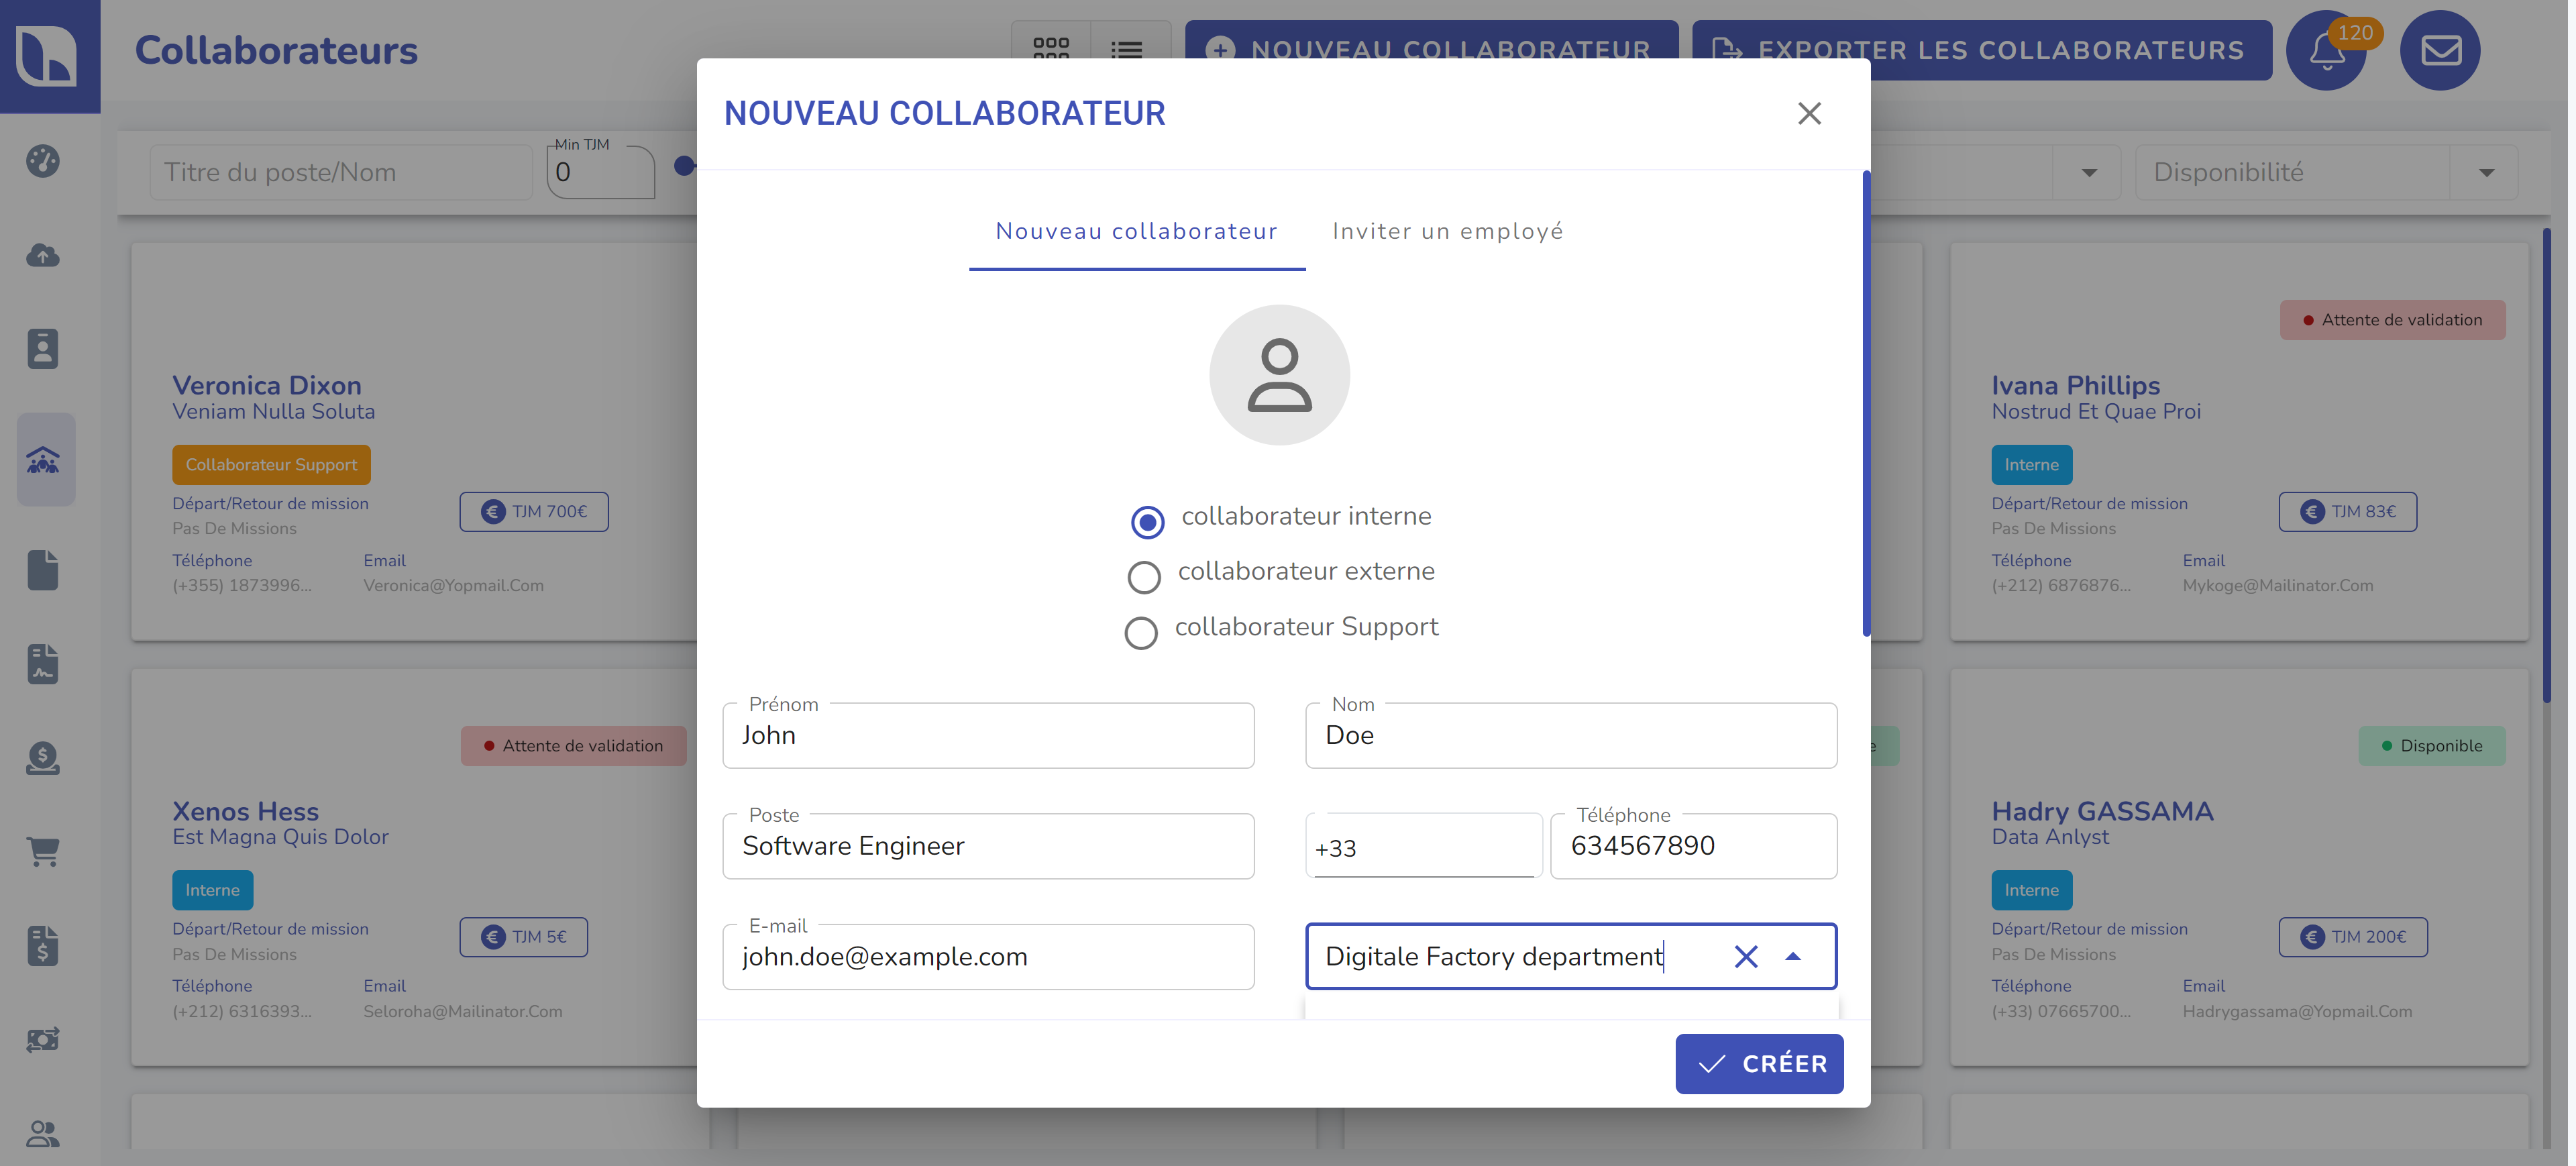 Collaborateurs
NOUVEAU COLLABORATEUR
EXPORTER LES COLLABORATEURS
120
Titre du poste/Nom
Min TJM
0
Disponibilité
NOUVEAU COLLABORATEUR
Nouveau collaborateur
Inviter un employé
collaborateur interne
collaborateur externe
collaborateur Support
Prénom
John
Nom
Doe
Poste
Software Engineer
+33
Téléphone
634567890
E-mail
john.doe@example.com
Digitale Factory department
CRÉER
Veronica Dixon
Veniam Nulla Soluta
Collaborateur Support
Départ/Retour de mission
Pas De Missions
€ TJM 700€
Téléphone
(+355) 1873996...
Email
Veronica@Yopmail.Com
Attente de validation
Ivana Phillips
Nostrud Et Quae Proi
Interne
Départ/Retour de mission
Pas De Missions
€ TJM 83€
Téléphone
(+212) 6876876...
Email
Mykoge@Mailinator.Com
Attente de validation
Xenos Hess
Est Magna Quis Dolor
Interne
Départ/Retour de mission
Pas De Missions
€ TJM 5€
Téléphone
(+212) 6316393...
Email
Seloroha@Mailinator.Com
Disponible
Hadry GASSAMA
Data Anlyst
Interne
Départ/Retour de mission
Pas De Missions
€ TJM 200€
Téléphone
(+33) 07665700...
Email
Hadrygassama@Yopmail.Com